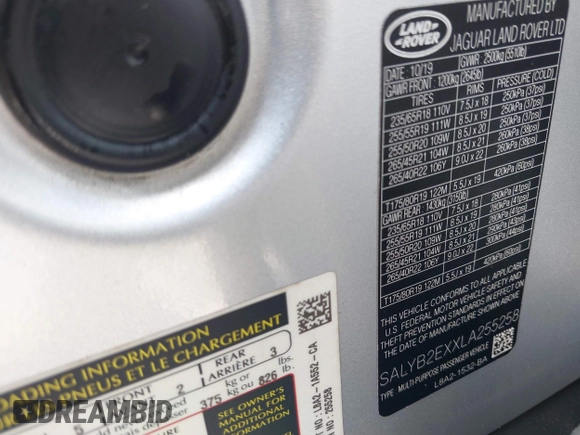 LAND ROVER
MANUFACTURED BY
JAGUAR LAND ROVER LTD
DATE 10/19 GVWR 2500kg (5510lb)
GAWR FRONT 1200kg (2645lb)
TIRES RIMS PRESSURE (COLD)
235/65R18 110V 7.5J x 18 250kPa (37psi)
255/55R19 111W 8.5J x 19 250kPa (37psi)
255/50R20 109W 8.5J x 20 250kPa (37psi)
265/45R21 104W 8.5J x 21 260kPa (38psi)
265/40R22 106Y 9.0J x 22 260kPa (38psi)
T175/80R19 122M 5.5J x 19 420kPa (60psi)
GAWR REAR 1430kg (3150lb)
235/65R18 110V 7.5J x 18 280kPa (41psi)
255/55R19 111W 8.5J x 19 280kPa (41psi)
255/50R20 109W 8.5J x 20 280kPa (41psi)
265/45R21 104W 8.5J x 21
265/40R22 106Y 9.0J x 22 300kPa (44psi)
T175/80R19 122M 5.5J x 19 420kPa (60psi)
THIS VEHICLE CONFORMS TO ALL APPLICABLE
U.S. FEDERAL MOTOR VEHICLE SAFETY AND
THEFT PREVENTION STANDARDS IN EFFECT ON
DATE OF MANUFACTURE SHOWN ABOVE
SALYB2EXXLA255258
TYPE: MULTI-PURPOSE PASSENGER VEHICLE
L8A2-1532-BA
OADING INFORMATION
PNEUS ET LE CHARGEMENT
FRONT 2 REAR ARRIÈRE 3
375 kg or kg ou 826 lbs. lb.
SEE OWNER'S
MANUAL FOR
ADDITIONAL
INFORMATION
NO: L8A2-1A552-CA
255258
DREAMBID